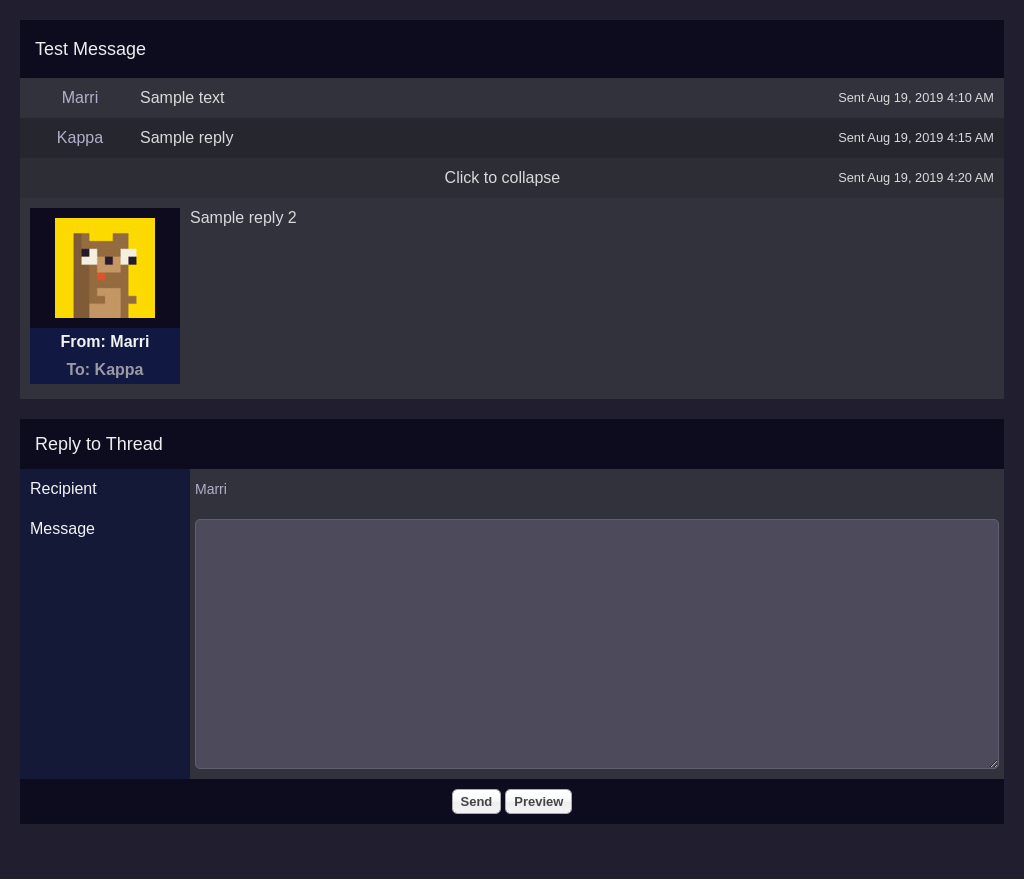 Test Message
Marri Sample text Sent Aug 19, 2019 4:10 AM
Kappa Sample reply Sent Aug 19, 2019 4:15 AM
Click to collapse Sent Aug 19, 2019 4:20 AM
Sample reply 2
From: Marri
To: Kappa
Reply to Thread
Recipient Marri
Message
Send Preview